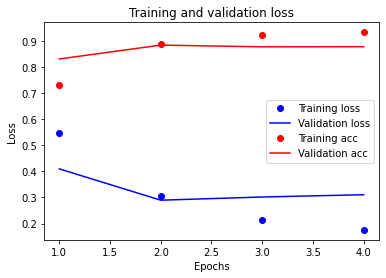 Training and validation loss
0.9
0.8
0.7
0.6
0.5
0.4
0.3
0.2
Loss
Training loss
Validation loss
Training acc
Validation acc
1.0 1.5 2.0 2.5 3.0 3.5 4.0
Epochs